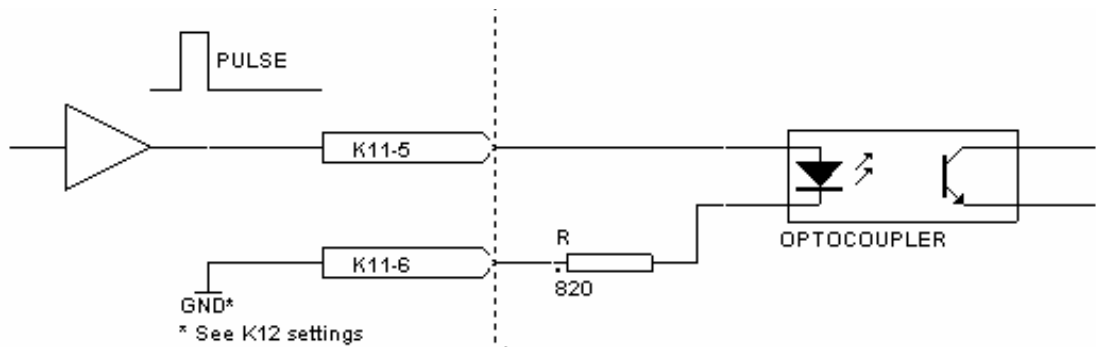 PULSE
K11-5
OPTOCOUPLER
R
K11-6
820
GND*
* See K12 settings